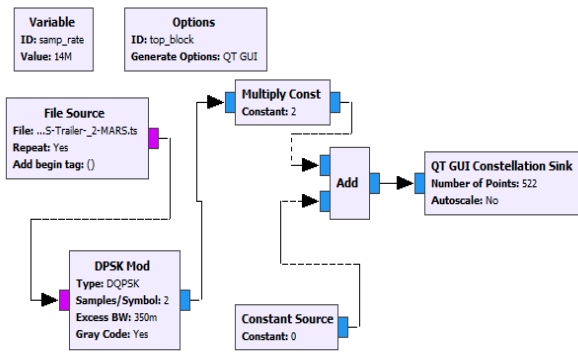 Variable
ID: samp_rate
Value: 14M
Options
ID: top_block
Generate Options: QT GUI
Multiply Const
Constant: 2
File Source
File: ...S-Trailer-_2-MARS.ts
Repeat: Yes
Add begin tag: ()
Add
QT GUI Constellation Sink
Number of Points: 522
Autoscale: No
DPSK Mod
Type: DQPSK
Samples/Symbol: 2
Excess BW: 350m
Gray Code: Yes
Constant Source
Constant: 0